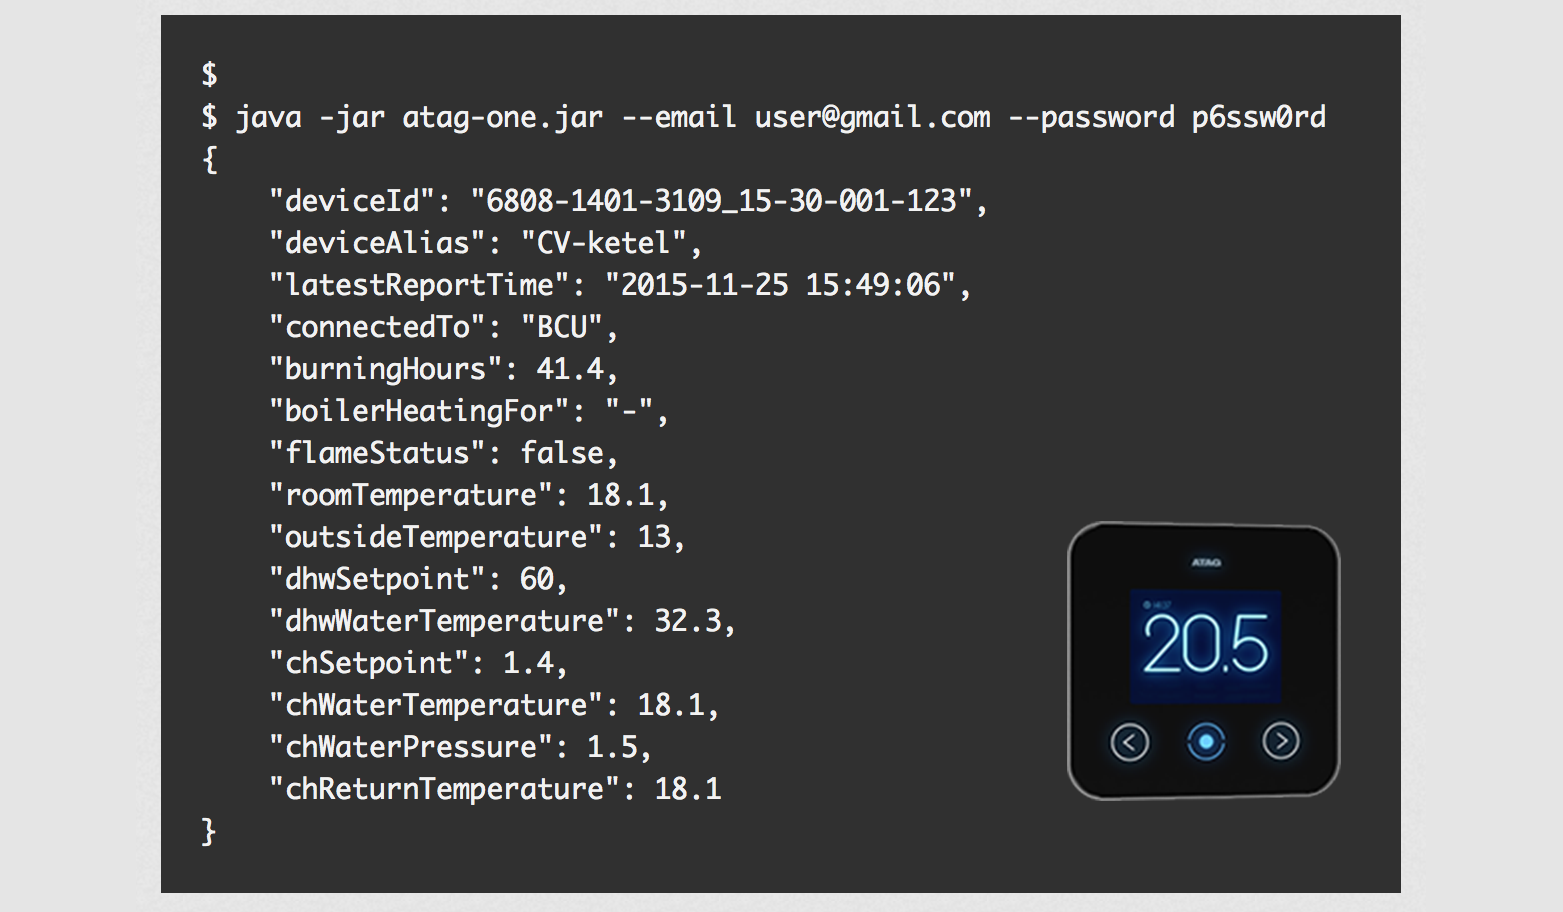 $
$ java -jar atag-one.jar --email user@gmail.com --password p6ssw0rd
{
    "deviceId": "6808-1401-3109_15-30-001-123",
    "deviceAlias": "CV-ketel",
    "latestReportTime": "2015-11-25 15:49:06",
    "connectedTo": "BCU",
    "burningHours": 41.4,
    "boilerHeatingFor": "-",
    "flameStatus": false,
    "roomTemperature": 18.1,
    "outsideTemperature": 13,
    "dhwSetpoint": 60,
    "dhwWaterTemperature": 32.3,
    "chSetpoint": 1.4,
    "chWaterTemperature": 18.1,
    "chWaterPressure": 1.5,
    "chReturnTemperature": 18.1
}
ATAG
20.5